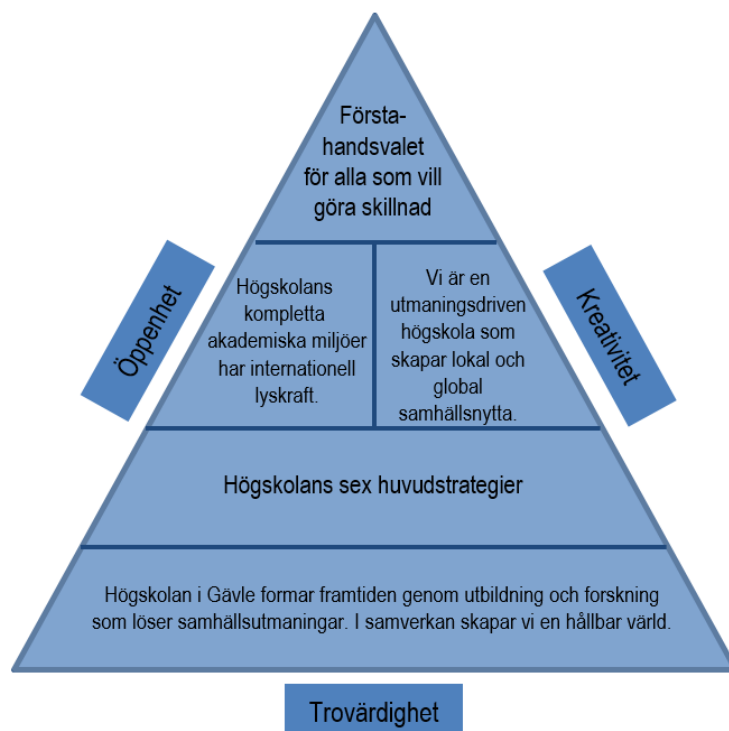 Första-
handsvalet
för alla som vill
göra skillnad
Öppenhet
Högskolans
kompletta
akademiska miljöer
har internationell
lyskraft.
Vi är en
utmaningsdriven
högskola som
skapar lokal och
global
samhällsnytta.
Kreativitet
Högskolans sex huvudstrategier
Högskolan i Gävle formar framtiden genom utbildning och forskning
som löser samhällsutmaningar. I samverkan skapar vi en hållbar värld.
Trovärdighet